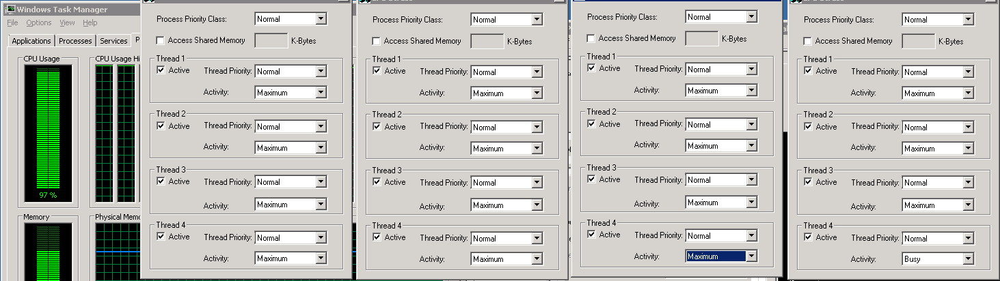 Windows Task Manager
File Options View Help
Applications Processes Services
CPU Usage
CPU Usage Hi
97 %
Memory
Physical Memo
Process Priority Class: Normal
Access Shared Memory K-Bytes
Thread 1
Active Thread Priority: Normal
Activity: Maximum
Thread 2
Active Thread Priority: Normal
Activity: Maximum
Thread 3
Active Thread Priority: Normal
Activity: Maximum
Thread 4
Active Thread Priority: Normal
Activity: Maximum
Process Priority Class: Normal
Access Shared Memory K-Bytes
Thread 1
Active Thread Priority: Normal
Activity: Maximum
Thread 2
Active Thread Priority: Normal
Activity: Maximum
Thread 3
Active Thread Priority: Normal
Activity: Maximum
Thread 4
Active Thread Priority: Normal
Activity: Maximum
Process Priority Class: Normal
Access Shared Memory K-Bytes
Thread 1
Active Thread Priority: Normal
Activity: Maximum
Thread 2
Active Thread Priority: Normal
Activity: Maximum
Thread 3
Active Thread Priority: Normal
Activity: Maximum
Thread 4
Active Thread Priority: Normal
Activity: Maximum
Process Priority Class: Normal
Access Shared Memory K-Bytes
Thread 1
Active Thread Priority: Normal
Activity: Maximum
Thread 2
Active Thread Priority: Normal
Activity: Maximum
Thread 3
Active Thread Priority: Normal
Activity: Maximum
Thread 4
Active Thread Priority: Normal
Activity: Busy